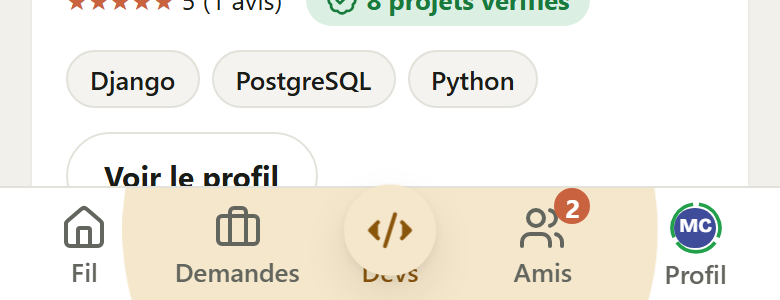 ★★★★★ 5 (1 avis) 8 projets vérifiés
Django PostgreSQL Python
Voir le profil
2 MC
Fil Demandes Devs Amis Profil